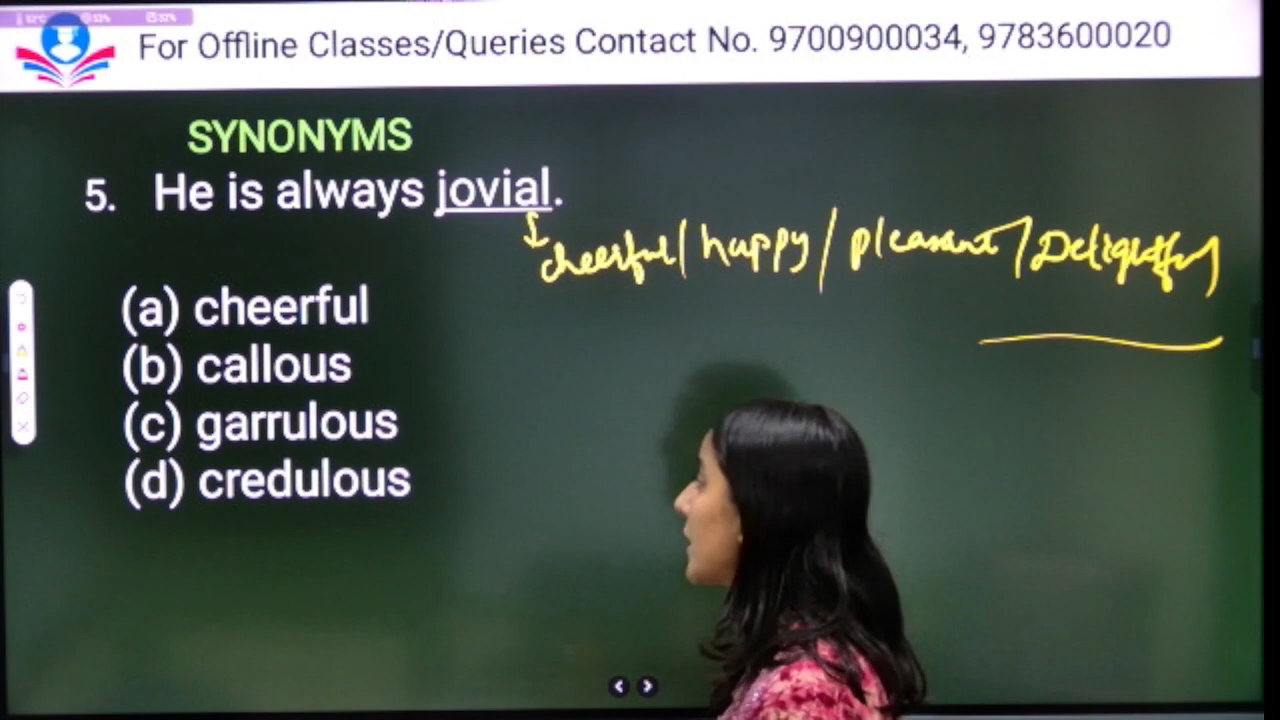 For Offline Classes/Queries Contact No. 9700900034, 9783600020
SYNONYMS
5. He is always jovial.
cheerful/ happy / pleasant / Delightful
(a) cheerful
(b) callous
(c) garrulous
(d) credulous